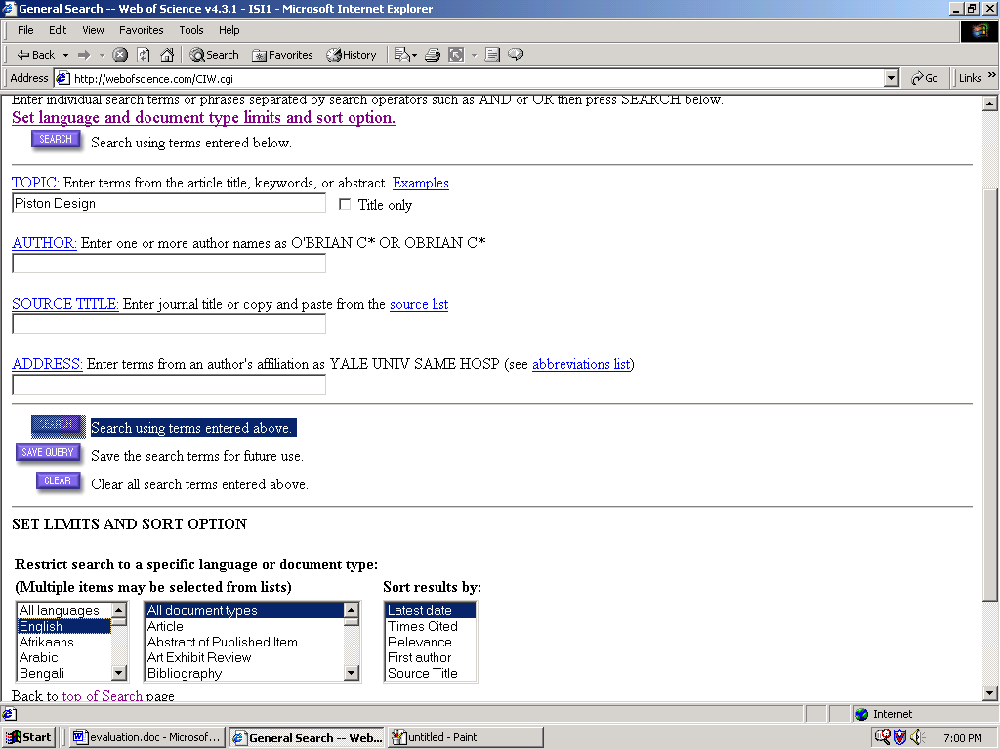 General Search -- Web of Science v4.3.1 - ISI1 - Microsoft Internet Explorer
File Edit View Favorites Tools Help
Back Search Favorites History
Address http://webofscience.com/CIW.cgi Go Links »
Enter individual search terms or phrases separated by search operators such as AND or OR then press SEARCH below.
Set language and document type limits and sort option.
SEARCH Search using terms entered below.
TOPIC: Enter terms from the article title, keywords, or abstract Examples
Piston Design Title only
AUTHOR: Enter one or more author names as O'BRIAN C* OR OBRIAN C*
SOURCE TITLE: Enter journal title or copy and paste from the source list
ADDRESS: Enter terms from an author's affiliation as YALE UNIV SAME HOSP (see abbreviations list)
SEARCH Search using terms entered above.
SAVE QUERY Save the search terms for future use.
CLEAR Clear all search terms entered above.
SET LIMITS AND SORT OPTION
Restrict search to a specific language or document type:
(Multiple items may be selected from lists) Sort results by:
All languages All document types Latest date
English Article Times Cited
Afrikaans Abstract of Published Item Relevance
Arabic Art Exhibit Review First author
Bengali Bibliography Source Title
Back to top of Search page
Internet
Start evaluation.doc - Microsof... General Search -- Web... untitled - Paint 7:00 PM